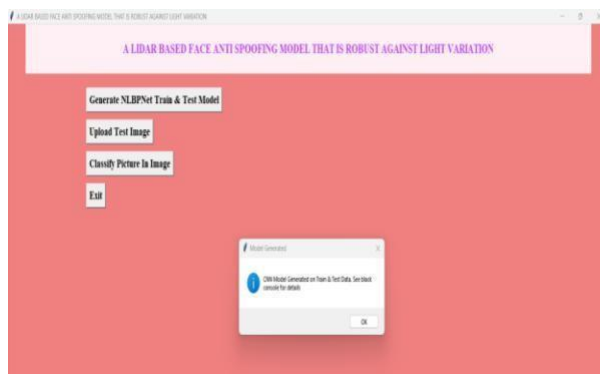 A LIDAR BASED FACE ANTI SPOOFING MODEL THAT IS ROBUST AGAINST LIGHT VARIATION
A LIDAR BASED FACE ANTI SPOOFING MODEL THAT IS ROBUST AGAINST LIGHT VARIATION
Generate NLBPNet Train & Test Model
Upload Test Image
Classify Picture In Image
Exit
Model Generated
CNN Model Generated on Train & Test Data. See black
console for details
OK